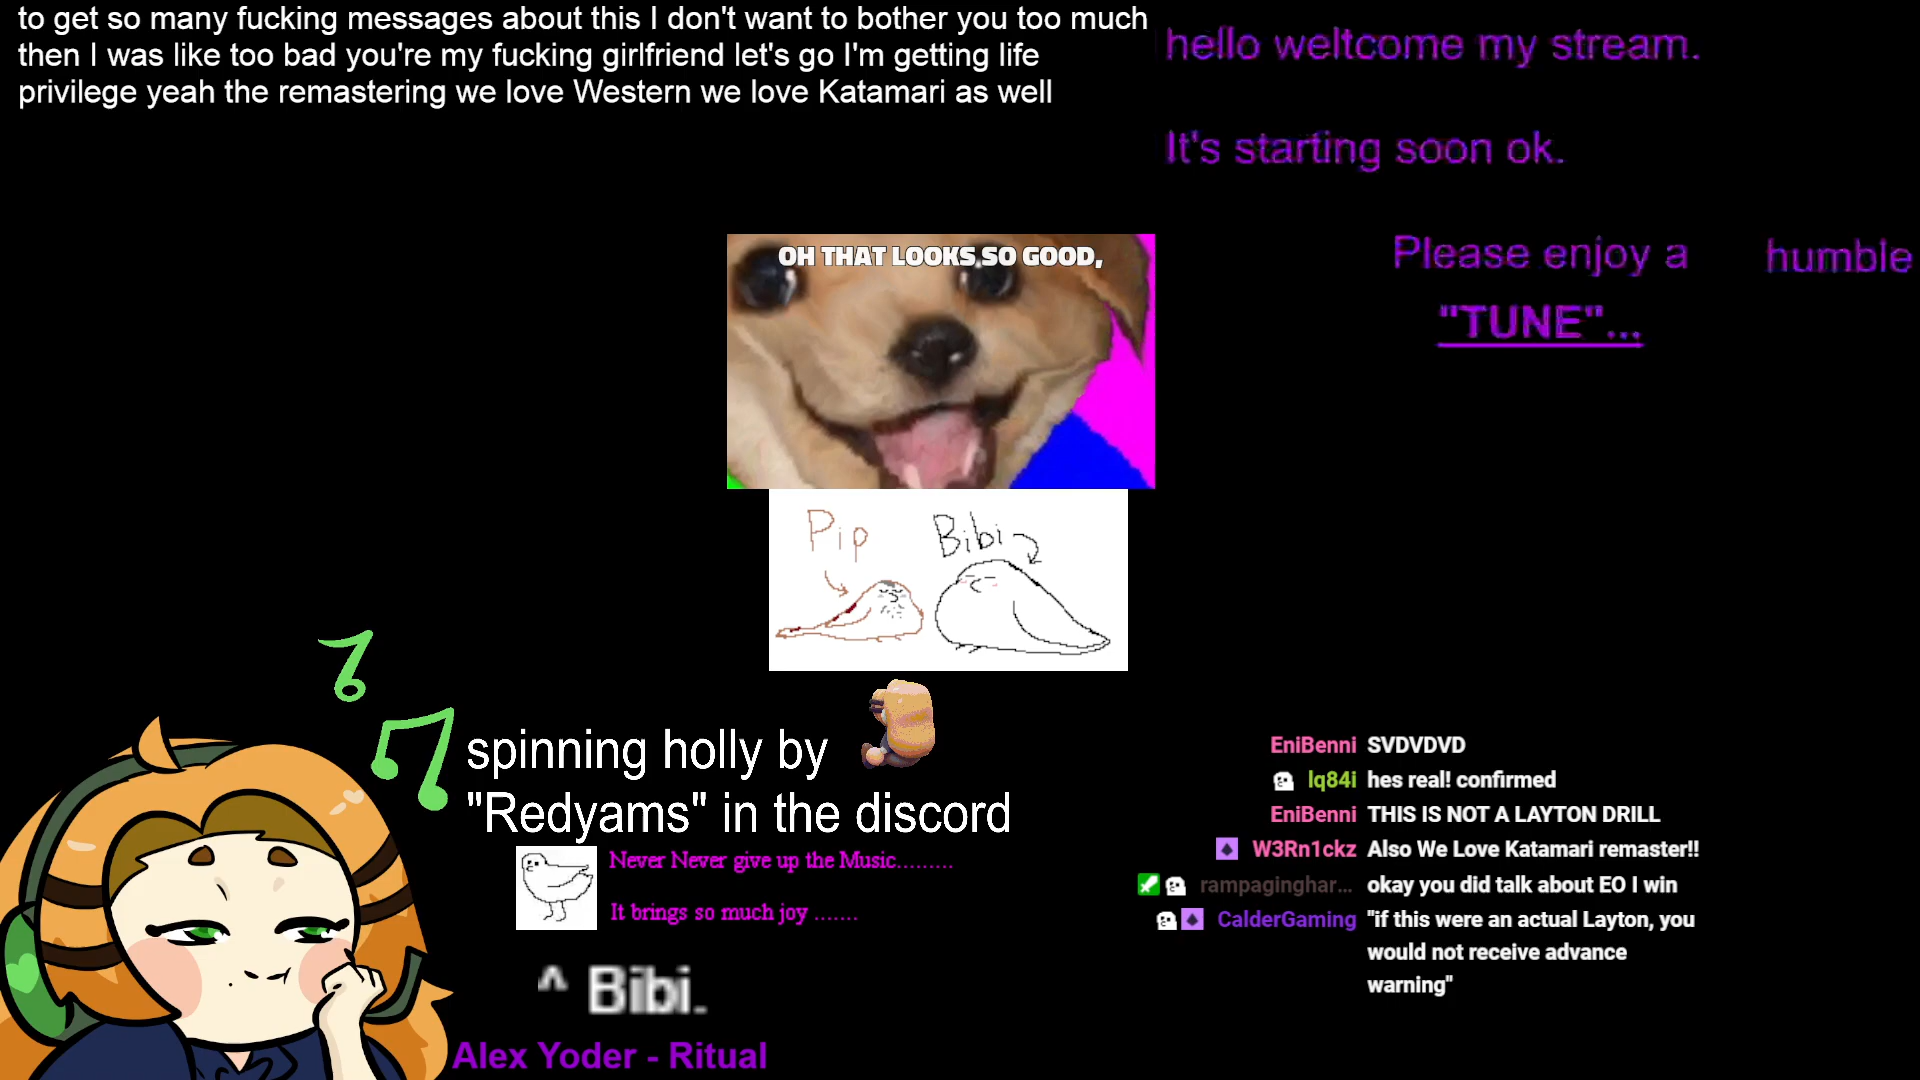 to get so many fucking messages about this I don't want to bother you too much
then I was like too bad you're my fucking girlfriend let's go I'm getting life
privilege yeah the remastering we love Western we love Katamari as well
hello weltcome my stream.
It's starting soon ok.
Please enjoy a humble
"TUNE"...
OH THAT LOOKS SO GOOD,
Pip
Bibi
spinning holly by
"Redyams" in the discord
Never Never give up the Music.........
It brings so much joy .......
^ Bibi.
Alex Yoder - Ritual
EniBenni SVDVDVD
lq84i hes real! confirmed
EniBenni THIS IS NOT A LAYTON DRILL
W3Rn1ckz Also We Love Katamari remaster!!
rampaginghar... okay you did talk about EO I win
CalderGaming "if this were an actual Layton, you
would not receive advance
warning"